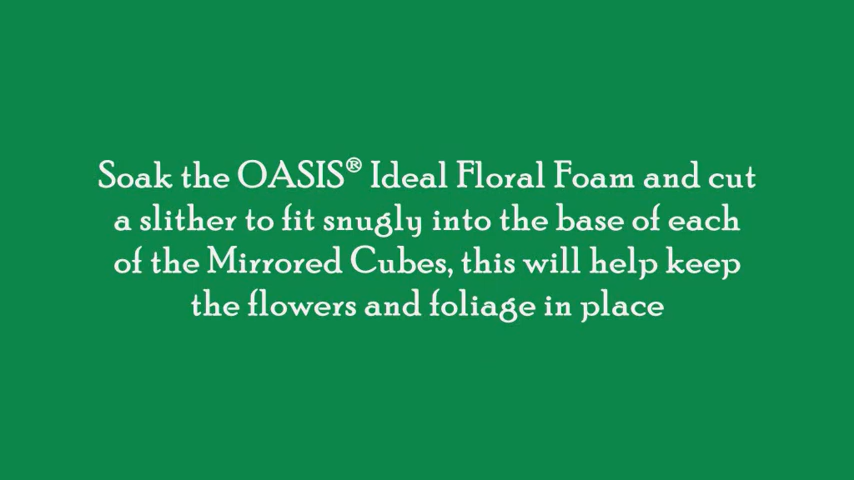 Soak the OASIS® Ideal Floral Foam and cut
a slither to fit snugly into the base of each
of the Mirrored Cubes, this will help keep
the flowers and foliage in place